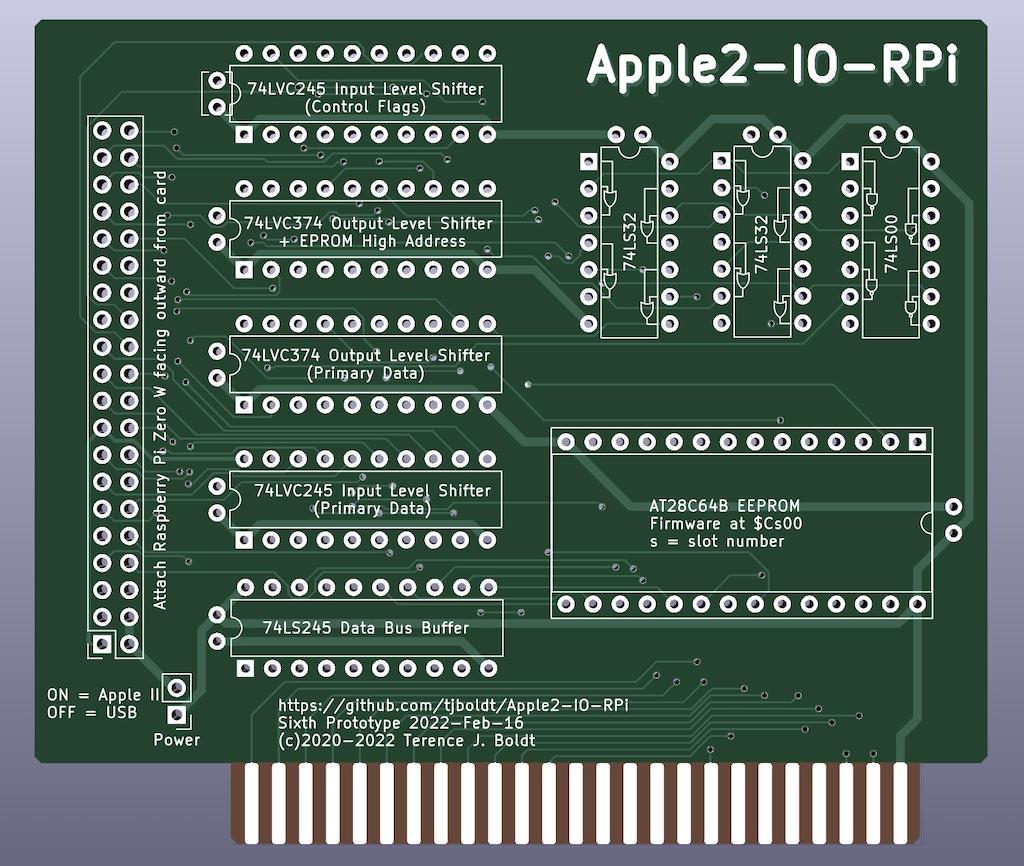 Apple2-IO-RPi
74LVC245 Input Level Shifter
(Control Flags)
74LVC374 Output Level Shifter
+ EPROM High Address
74LVC374 Output Level Shifter
(Primary Data)
74LVC245 Input Level Shifter
(Primary Data)
74LS245 Data Bus Buffer
Attach Raspberry Pi Zero W facing outward from card
74LS32
74LS32
74LS00
AT28C64B EEPROM
Firmware at $Cs00
s = slot number
ON = Apple II
OFF = USB
Power
https://github.com/tjboldt/Apple2-IO-RPi
Sixth Prototype 2022-Feb-16
(c)2020-2022 Terence J. Boldt